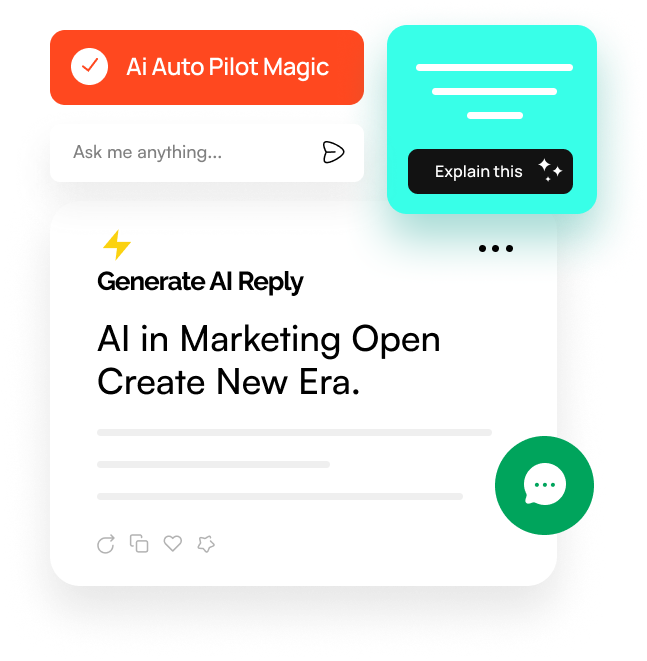 Ai Auto Pilot Magic
Ask me anything...
Explain this
Generate AI Reply
AI in Marketing Open
Create New Era.